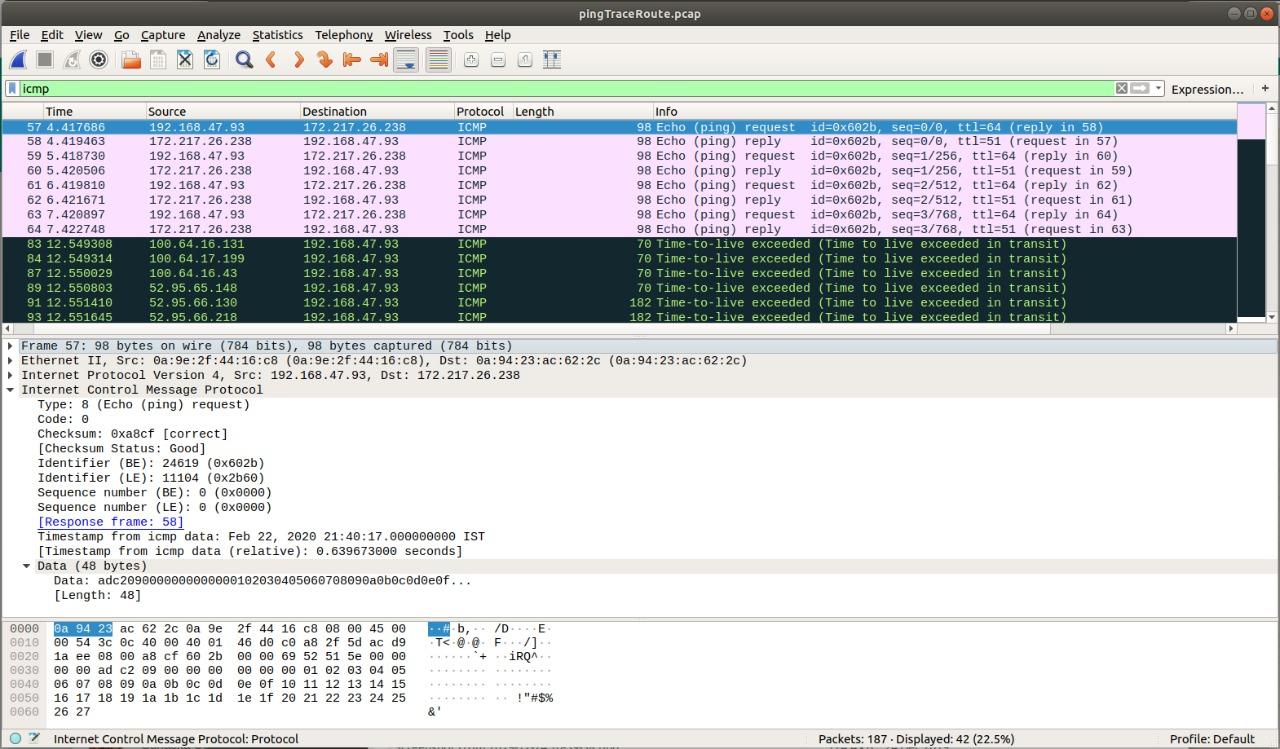 pingTraceRoute.pcap
File Edit View Go Capture Analyze Statistics Telephony Wireless Tools Help
icmp Expression… +
Time Source Destination Protocol Length Info
57 4.417686 192.168.47.93 172.217.26.238 ICMP 98 Echo (ping) request id=0x602b, seq=0/0, ttl=64 (reply in 58)
58 4.419463 172.217.26.238 192.168.47.93 ICMP 98 Echo (ping) reply id=0x602b, seq=0/0, ttl=51 (request in 57)
59 5.418730 192.168.47.93 172.217.26.238 ICMP 98 Echo (ping) request id=0x602b, seq=1/256, ttl=64 (reply in 60)
60 5.420506 172.217.26.238 192.168.47.93 ICMP 98 Echo (ping) reply id=0x602b, seq=1/256, ttl=51 (request in 59)
61 6.419810 192.168.47.93 172.217.26.238 ICMP 98 Echo (ping) request id=0x602b, seq=2/512, ttl=64 (reply in 62)
62 6.421671 172.217.26.238 192.168.47.93 ICMP 98 Echo (ping) reply id=0x602b, seq=2/512, ttl=51 (request in 61)
63 7.420897 192.168.47.93 172.217.26.238 ICMP 98 Echo (ping) request id=0x602b, seq=3/768, ttl=64 (reply in 64)
64 7.422748 172.217.26.238 192.168.47.93 ICMP 98 Echo (ping) reply id=0x602b, seq=3/768, ttl=51 (request in 63)
83 12.549308 100.64.16.131 192.168.47.93 ICMP 70 Time-to-live exceeded (Time to live exceeded in transit)
84 12.549314 100.64.17.199 192.168.47.93 ICMP 70 Time-to-live exceeded (Time to live exceeded in transit)
87 12.550029 100.64.16.43 192.168.47.93 ICMP 70 Time-to-live exceeded (Time to live exceeded in transit)
89 12.550803 52.95.65.148 192.168.47.93 ICMP 70 Time-to-live exceeded (Time to live exceeded in transit)
91 12.551410 52.95.66.130 192.168.47.93 ICMP 182 Time-to-live exceeded (Time to live exceeded in transit)
93 12.551645 52.95.66.218 192.168.47.93 ICMP 182 Time-to-live exceeded (Time to live exceeded in transit)
Frame 57: 98 bytes on wire (784 bits), 98 bytes captured (784 bits)
Ethernet II, Src: 0a:9e:2f:44:16:c8 (0a:9e:2f:44:16:c8), Dst: 0a:94:23:ac:62:2c (0a:94:23:ac:62:2c)
Internet Protocol Version 4, Src: 192.168.47.93, Dst: 172.217.26.238
Internet Control Message Protocol
Type: 8 (Echo (ping) request)
Code: 0
Checksum: 0xa8cf [correct]
[Checksum Status: Good]
Identifier (BE): 24619 (0x602b)
Identifier (LE): 11104 (0x2b60)
Sequence number (BE): 0 (0x0000)
Sequence number (LE): 0 (0x0000)
[Response frame: 58]
Timestamp from icmp data: Feb 22, 2020 21:40:17.000000000 IST
[Timestamp from icmp data (relative): 0.639673000 seconds]
Data (48 bytes)
Data: adc20900000000000001020304050607​08090a0b0c0d0e0f...
[Length: 48]
0000 0a 94 23 ac 62 2c 0a 9e 2f 44 16 c8 08 00 45 00 ··#·b,·· /D····E·
0010 00 54 3c 0c 40 00 40 01 46 d0 c0 a8 2f 5d ac d9 ·T<·@·@· F···/]··
0020 1a ee 08 00 a8 cf 60 2b 00 00 69 52 51 5e 00 00 ······`+ ··iRQ^··
0030 00 00 ad c2 09 00 00 00 00 00 00 01 02 03 04 05 ········ ········
0040 06 07 08 09 0a 0b 0c 0d 0e 0f 10 11 12 13 14 15 ········ ········
0050 16 17 18 19 1a 1b 1c 1d 1e 1f 20 21 22 23 24 25 ········ ·· !"#$%
0060 26 27 &'
Internet Control Message Protocol: Protocol Packets: 187 · Displayed: 42 (22.5%) Profile: Default